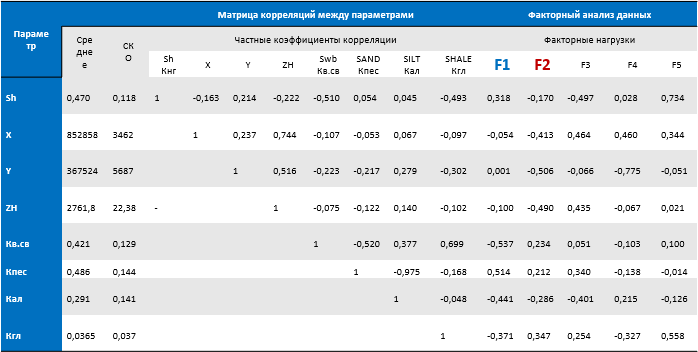 Матрица корреляций между параметрами Факторный анализ данных
Параме
тр
Сре
дне
е
СК
О
Частные коэффициенты корреляции Факторные нагрузки
Sh
Кнг
X Y ZH
Swb
Кв.св
SAND
Кпес
SILT
Кал
SHALE
Кгл
F1 F2 F3 F4 F5
Sh 0,470 0,118 1 -0,163 0,214 -0,222 -0,510 0,054 0,045 -0,493 0,318 -0,170 -0,497 0,028 0,734
X 852858 3462 1 0,237 0,744 -0,107 -0,053 0,067 -0,097 -0,054 -0,413 0,464 0,460 0,344
Y 367524 5687 1 0,516 -0,223 -0,217 0,279 -0,302 0,001 -0,506 -0,066 -0,775 -0,051
ZH 2761,8 22,38 - 1 -0,075 -0,122 0,140 -0,102 -0,100 -0,490 0,435 -0,067 0,021
Кв.св 0,421 0,129 1 -0,520 0,377 0,699 -0,537 0,234 0,051 -0,103 0,100
Кпес 0,486 0,144 1 -0,975 -0,168 0,514 0,212 0,340 -0,138 -0,014
Кал 0,291 0,141 1 -0,048 -0,441 -0,286 -0,401 0,215 -0,126
Кгл 0,0365 0,037 1 -0,371 0,347 0,254 -0,327 0,558